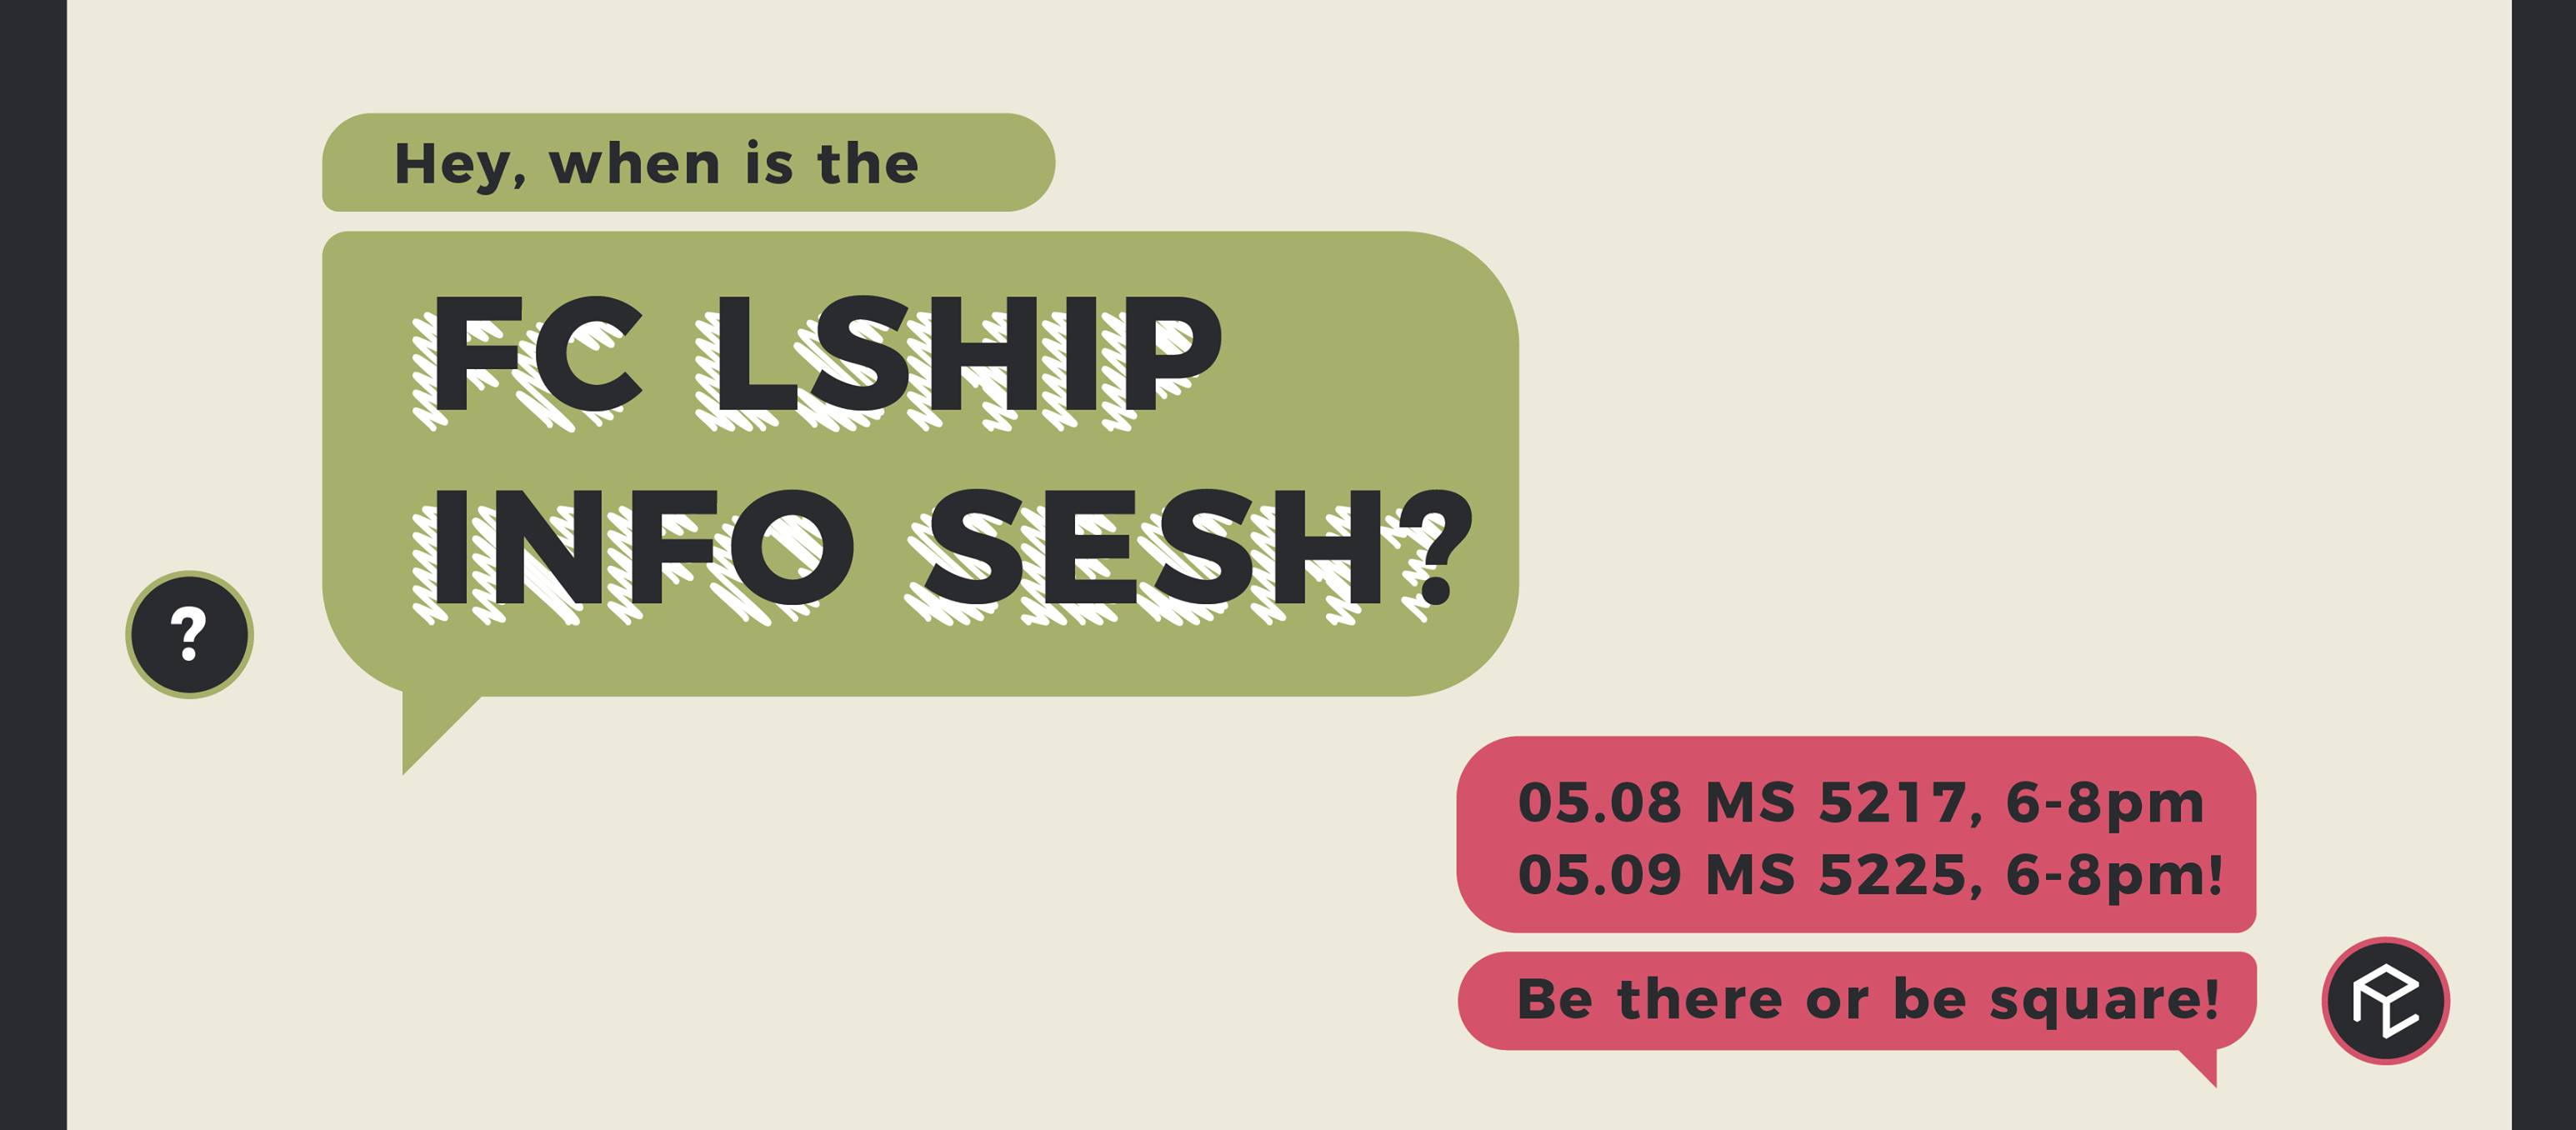 Hey, when is the
FC LSHIP
INFO SESH?
?
05.08 MS 5217, 6-8pm
05.09 MS 5225, 6-8pm!
Be there or be square!